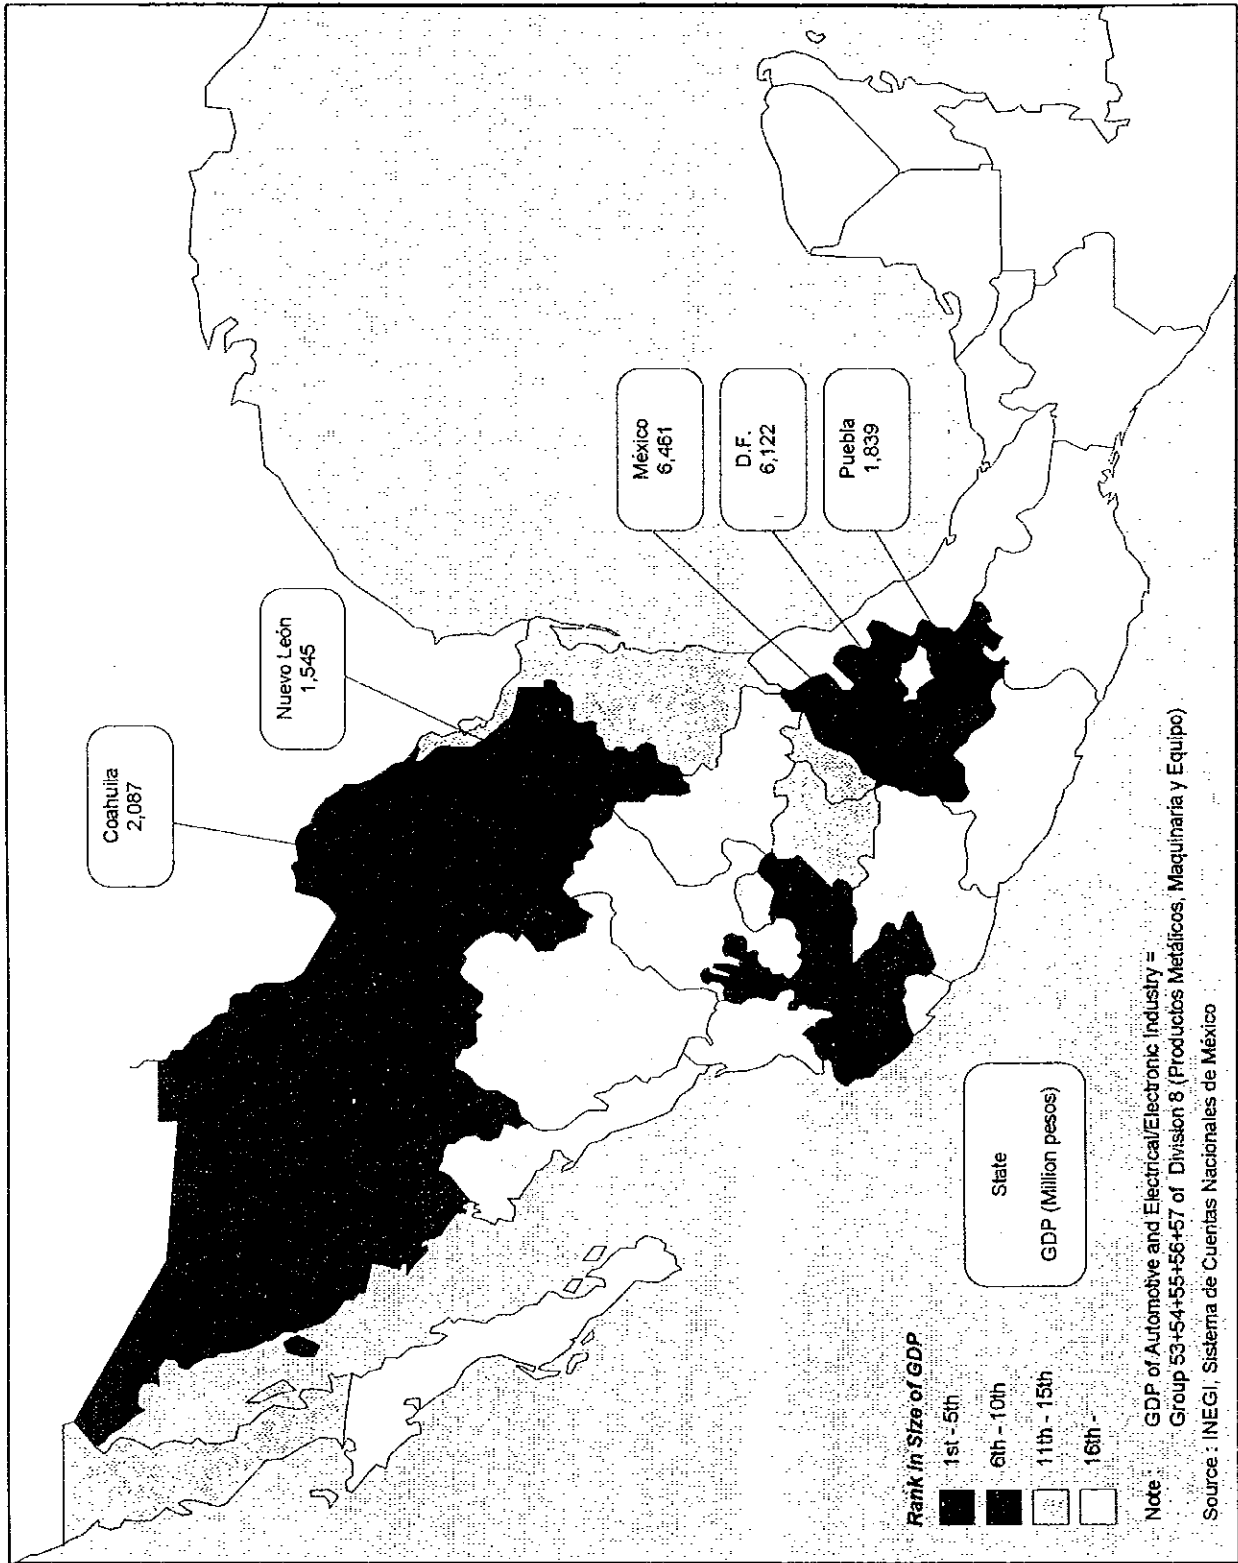 Coahuila
2,087
Nuevo León
1,545
México
6,461
D.F.
6,122
Puebla
1,839
State
GDP (Million pesos)
Rank in Size of GDP
1st - 5th
6th - 10th
11th - 15th
16th -
Note : GDP of Automotive and Electrical/Electronic Industry =
Group 53+54+55+56+57 of Division 8 (Productos Metálicos, Maquinaria y Equipo)
Source : INEGI, Sistema de Cuentas Nacionales de México